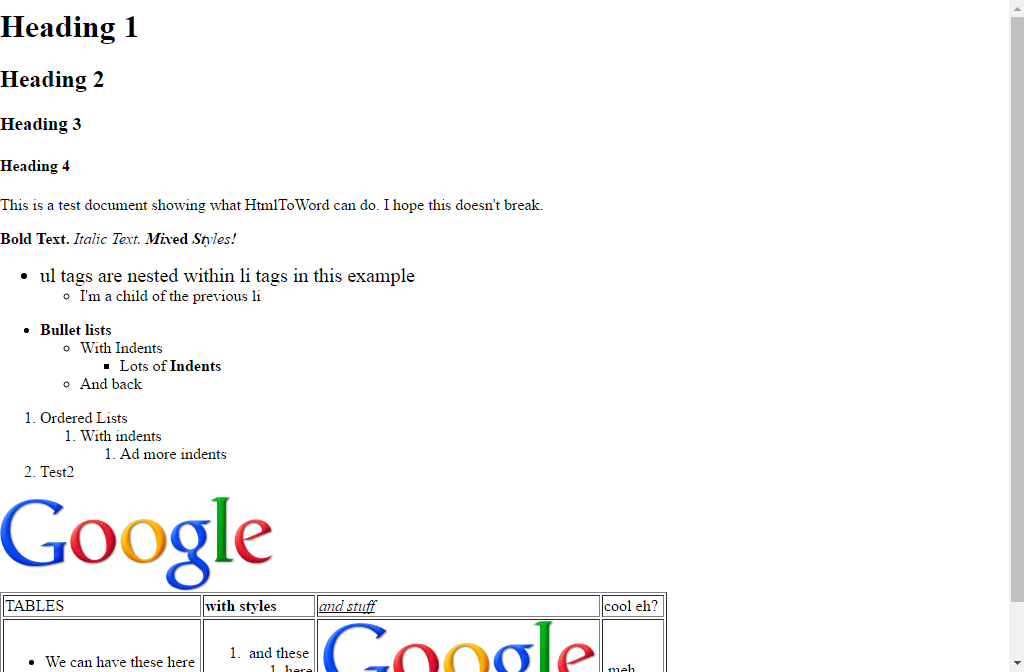 Heading 1
Heading 2
Heading 3
Heading 4
This is a test document showing what HtmlToWord can do. I hope this doesn't break.
Bold Text. Italic Text. Mixed Styles!
ul tags are nested within li tags in this example
I'm a child of the previous li
Bullet lists
With Indents
Lots of Indents
And back
1. Ordered Lists
1. With indents
1. Ad more indents
2. Test2
Google
TABLES with styles and stuff cool eh?
We can have these here
1. and these
1. here
Google
meh